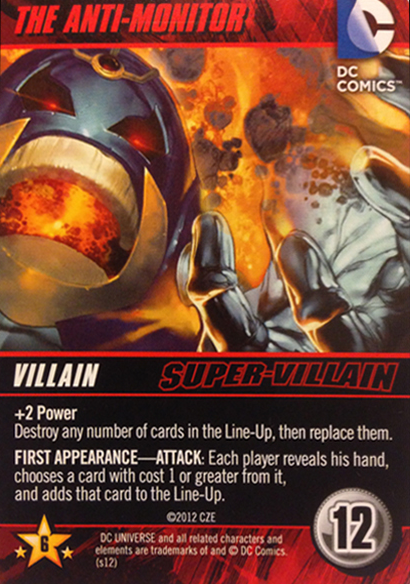 THE ANTI-MONITOR
DC
DC
COMICS™
VILLAIN
SUPER-VILLAIN
+2 Power
Destroy any number of cards in the Line-Up, then replace them.
FIRST APPEARANCE—ATTACK: Each player reveals his hand,
chooses a card with cost 1 or greater from it,
and adds that card to the Line-Up.
©2012 CZE
6
DC UNIVERSE and all related characters and
elements are trademarks of and © DC Comics.
(s12)
12